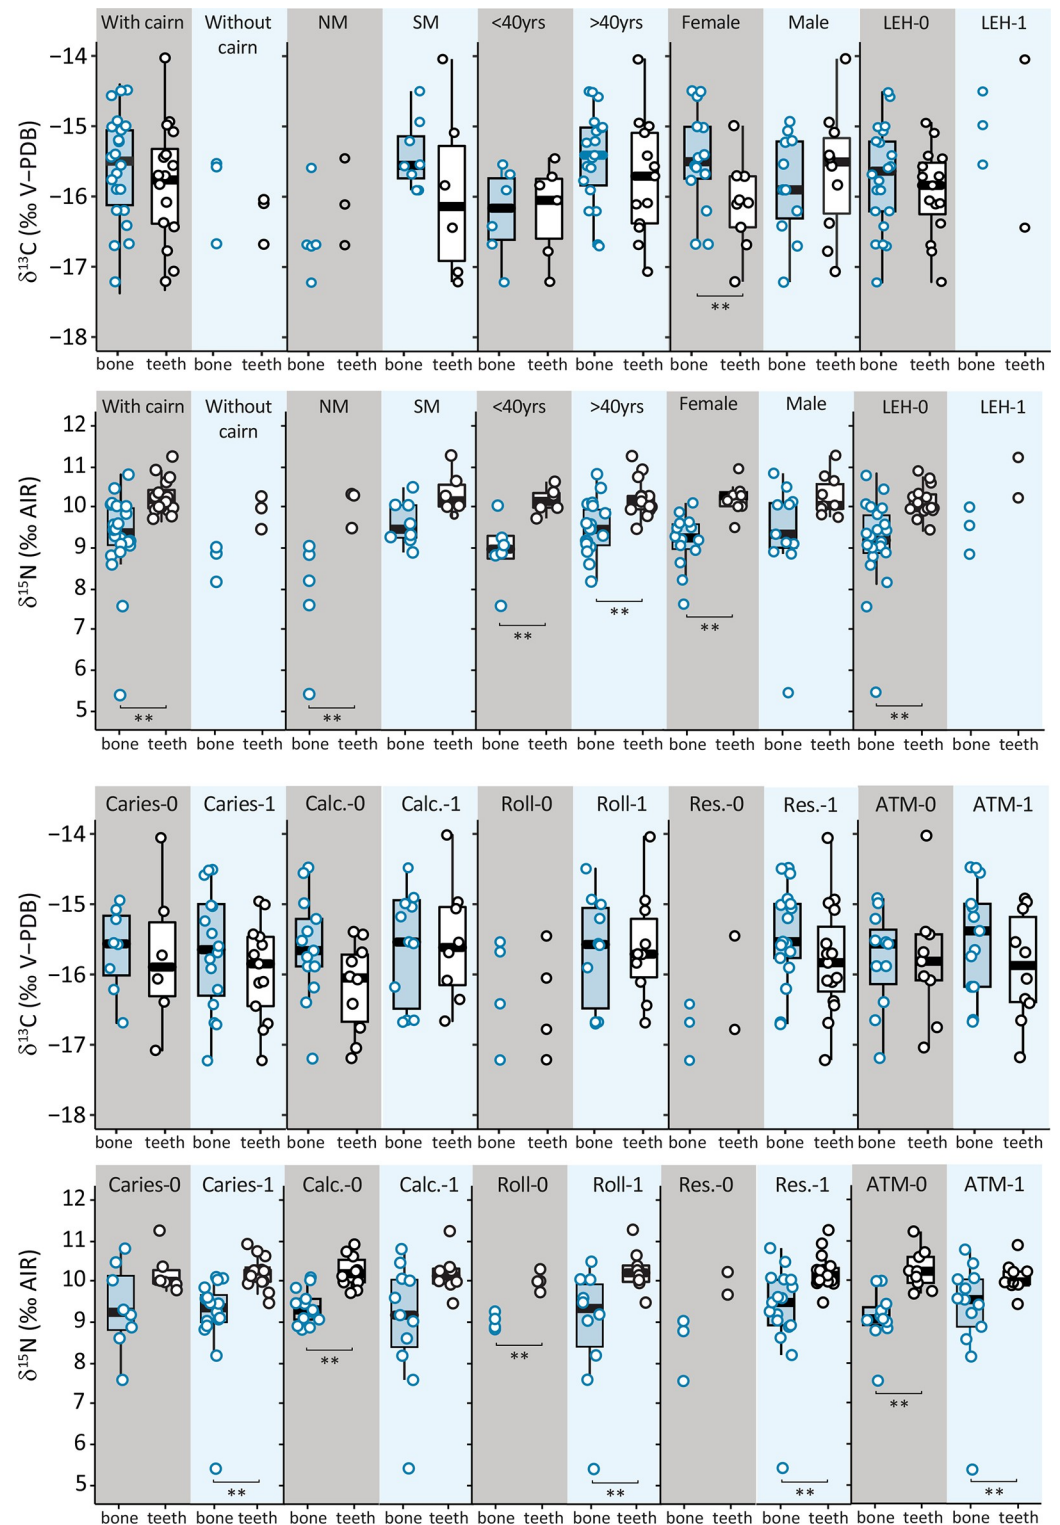 With cairn Without cairn NM SM <40yrs >40yrs Female Male LEH-0 LEH-1
δ¹³C (‰ V−PDB)
−14
−15
−16
−17
−18
**
bone teeth bone teeth bone teeth bone teeth bone teeth bone teeth bone teeth bone teeth bone teeth bone teeth
With cairn Without cairn NM SM <40yrs >40yrs Female Male LEH-0 LEH-1
δ¹⁵N (‰ AIR)
12
11
10
9
8
7
6
5
** ** ** ** ** **
bone teeth bone teeth bone teeth bone teeth bone teeth bone teeth bone teeth bone teeth bone teeth bone teeth
Caries-0 Caries-1 Calc.-0 Calc.-1 Roll-0 Roll-1 Res.-0 Res.-1 ATM-0 ATM-1
δ¹³C (‰ V−PDB)
−14
−15
−16
−17
−18
bone teeth bone teeth bone teeth bone teeth bone teeth bone teeth bone teeth bone teeth bone teeth bone teeth
Caries-0 Caries-1 Calc.-0 Calc.-1 Roll-0 Roll-1 Res.-0 Res.-1 ATM-0 ATM-1
δ¹⁵N (‰ AIR)
12
11
10
9
8
7
6
5
** ** ** ** ** ** **
bone teeth bone teeth bone teeth bone teeth bone teeth bone teeth bone teeth bone teeth bone teeth bone teeth